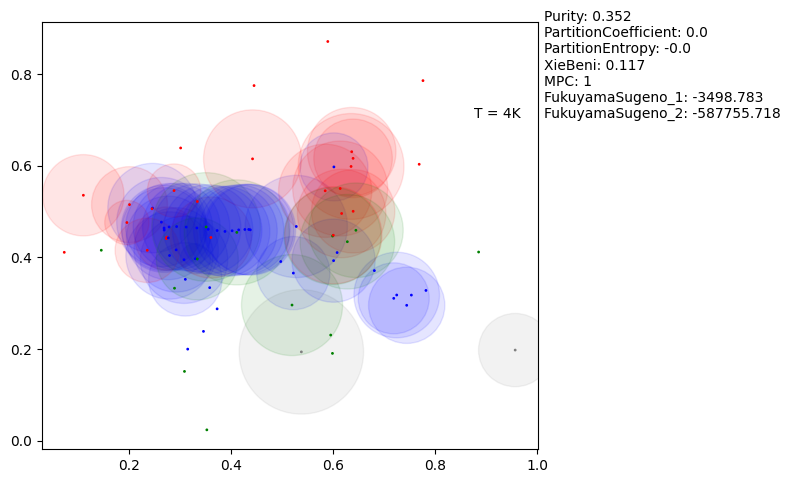 Purity: 0.352
PartitionCoefficient: 0.0
PartitionEntropy: -0.0
XieBeni: 0.117
MPC: 1
FukuyamaSugeno_1: -3498.783
FukuyamaSugeno_2: -587755.718
T = 4K
0.8
0.6
0.4
0.2
0.0
0.2 0.4 0.6 0.8 1.0